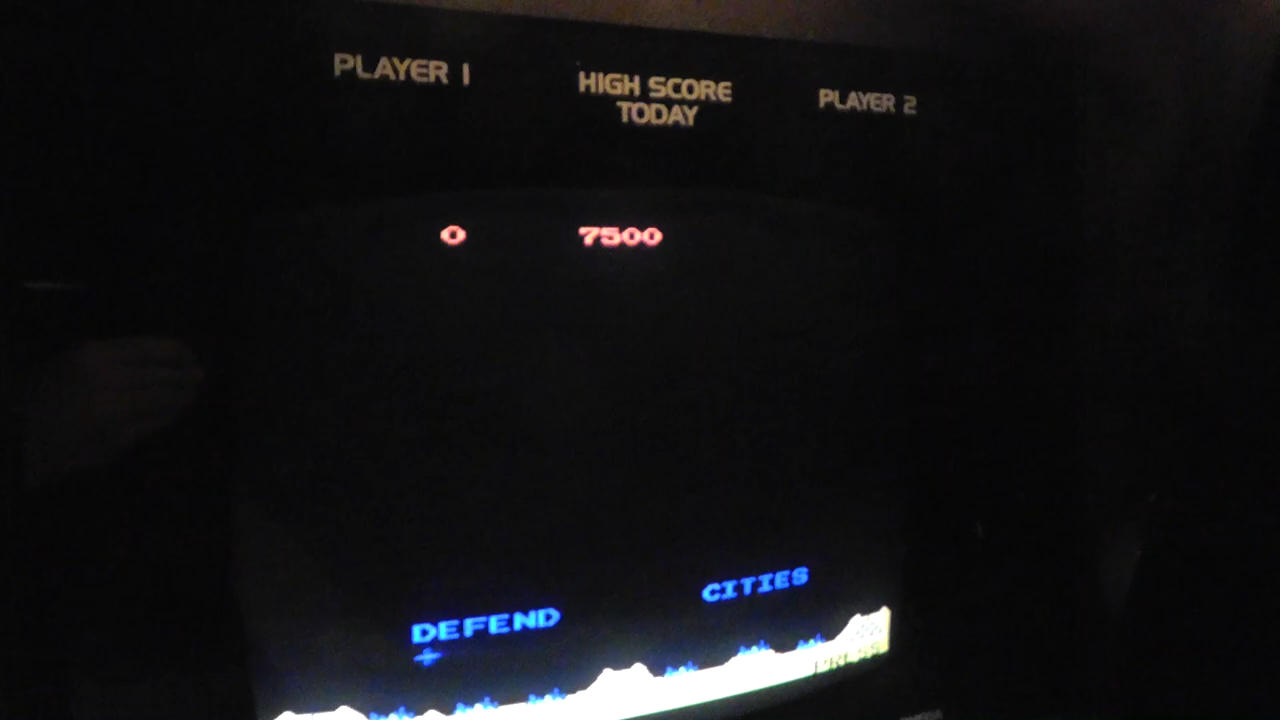 PLAYER 1
HIGH SCORE
TODAY
PLAYER 2
0 7500
DEFEND CITIES